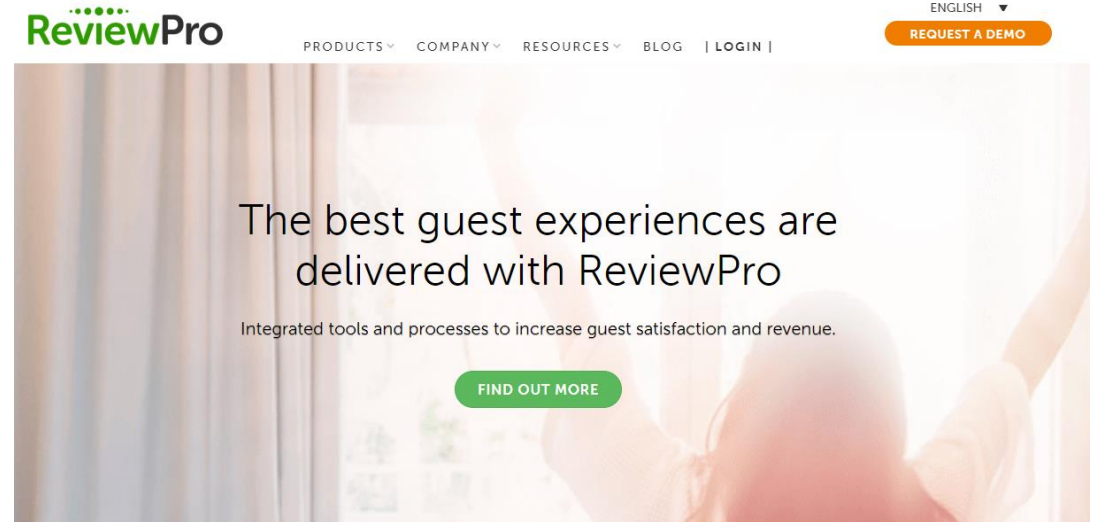 ReviewPro
ENGLISH
PRODUCTS COMPANY RESOURCES BLOG | LOGIN |
REQUEST A DEMO
The best guest experiences are
delivered with ReviewPro
Integrated tools and processes to increase guest satisfaction and revenue.
FIND OUT MORE